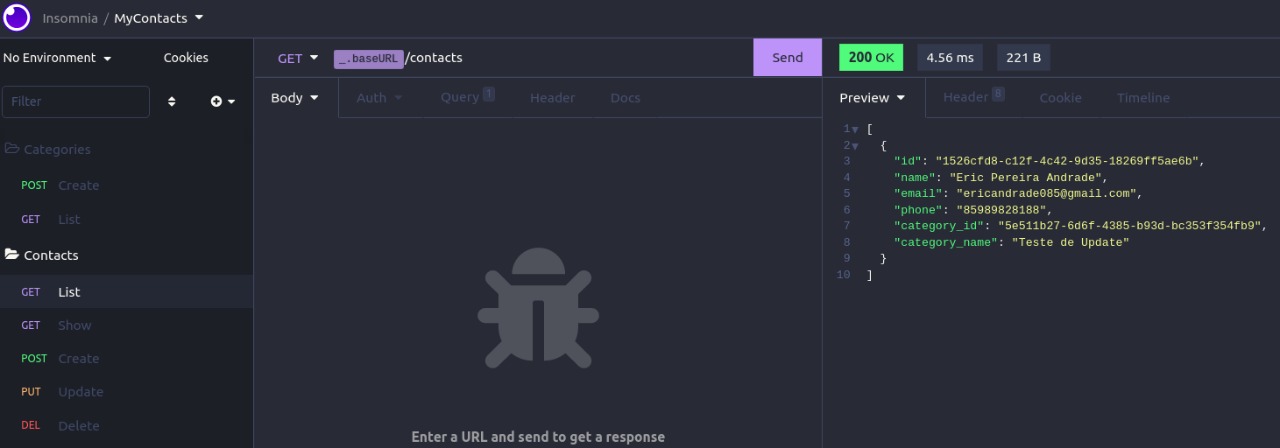 Insomnia / MyContacts
No Environment
Cookies
GET
_.baseURL/contacts
Send
200 OK
4.56 ms
221 B
Filter
Body
Auth
Query 1
Header
Docs
Preview
Header 8
Cookie
Timeline
Categories
POST Create
GET List
Contacts
GET List
GET Show
POST Create
PUT Update
DEL Delete
Enter a URL and send to get a response
1 [
2 {
3 "id": "1526cfd8-c12f-4c42-9d35-18269ff5ae6b",
4 "name": "Eric Pereira Andrade",
5 "email": "ericandrade085@gmail.com",
6 "phone": "85989828188",
7 "category_id": "5e511b27-6d6f-4385-b93d-bc353f354fb9",
8 "category_name": "Teste de Update"
9 }
10 ]